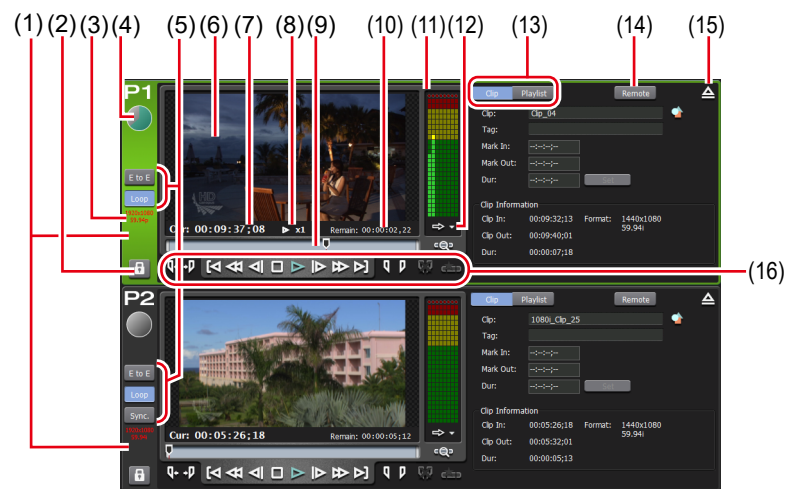 (1) (2) (3) (4) (5) (6) (7) (8) (9) (10) (11) (12) (13) (14) (15)
P1
Clip Playlist Remote
Clip: Clip_04
Tag:
Mark In: --:--:--;--
Mark Out: --:--:--;--
Dur: --:--:--;-- Set
E to E
Loop
1920x1080
59.94p
HD
Cur: 00:09:37;08 x1 Remain: 00:00:02,22
Clip Information
Clip In: 00:09:32;13 Format: 1440x1080
59.94i
Clip Out: 00:09:40;01
Dur: 00:00:07;18
(16)
P2
Clip Playlist Remote
Clip: 1080i_Clip_25
Tag:
Mark In: --:--:--;--
Mark Out: --:--:--;--
Dur: --:--:--;-- Set
E to E
Loop
Sync.
Cur: 00:05:26;18 Remain: 00:00:05;12
Clip Information
Clip In: 00:05:26;18 Format: 1440x1080
59.94i
Clip Out: 00:05:32;01
Dur: 00:00:05;13